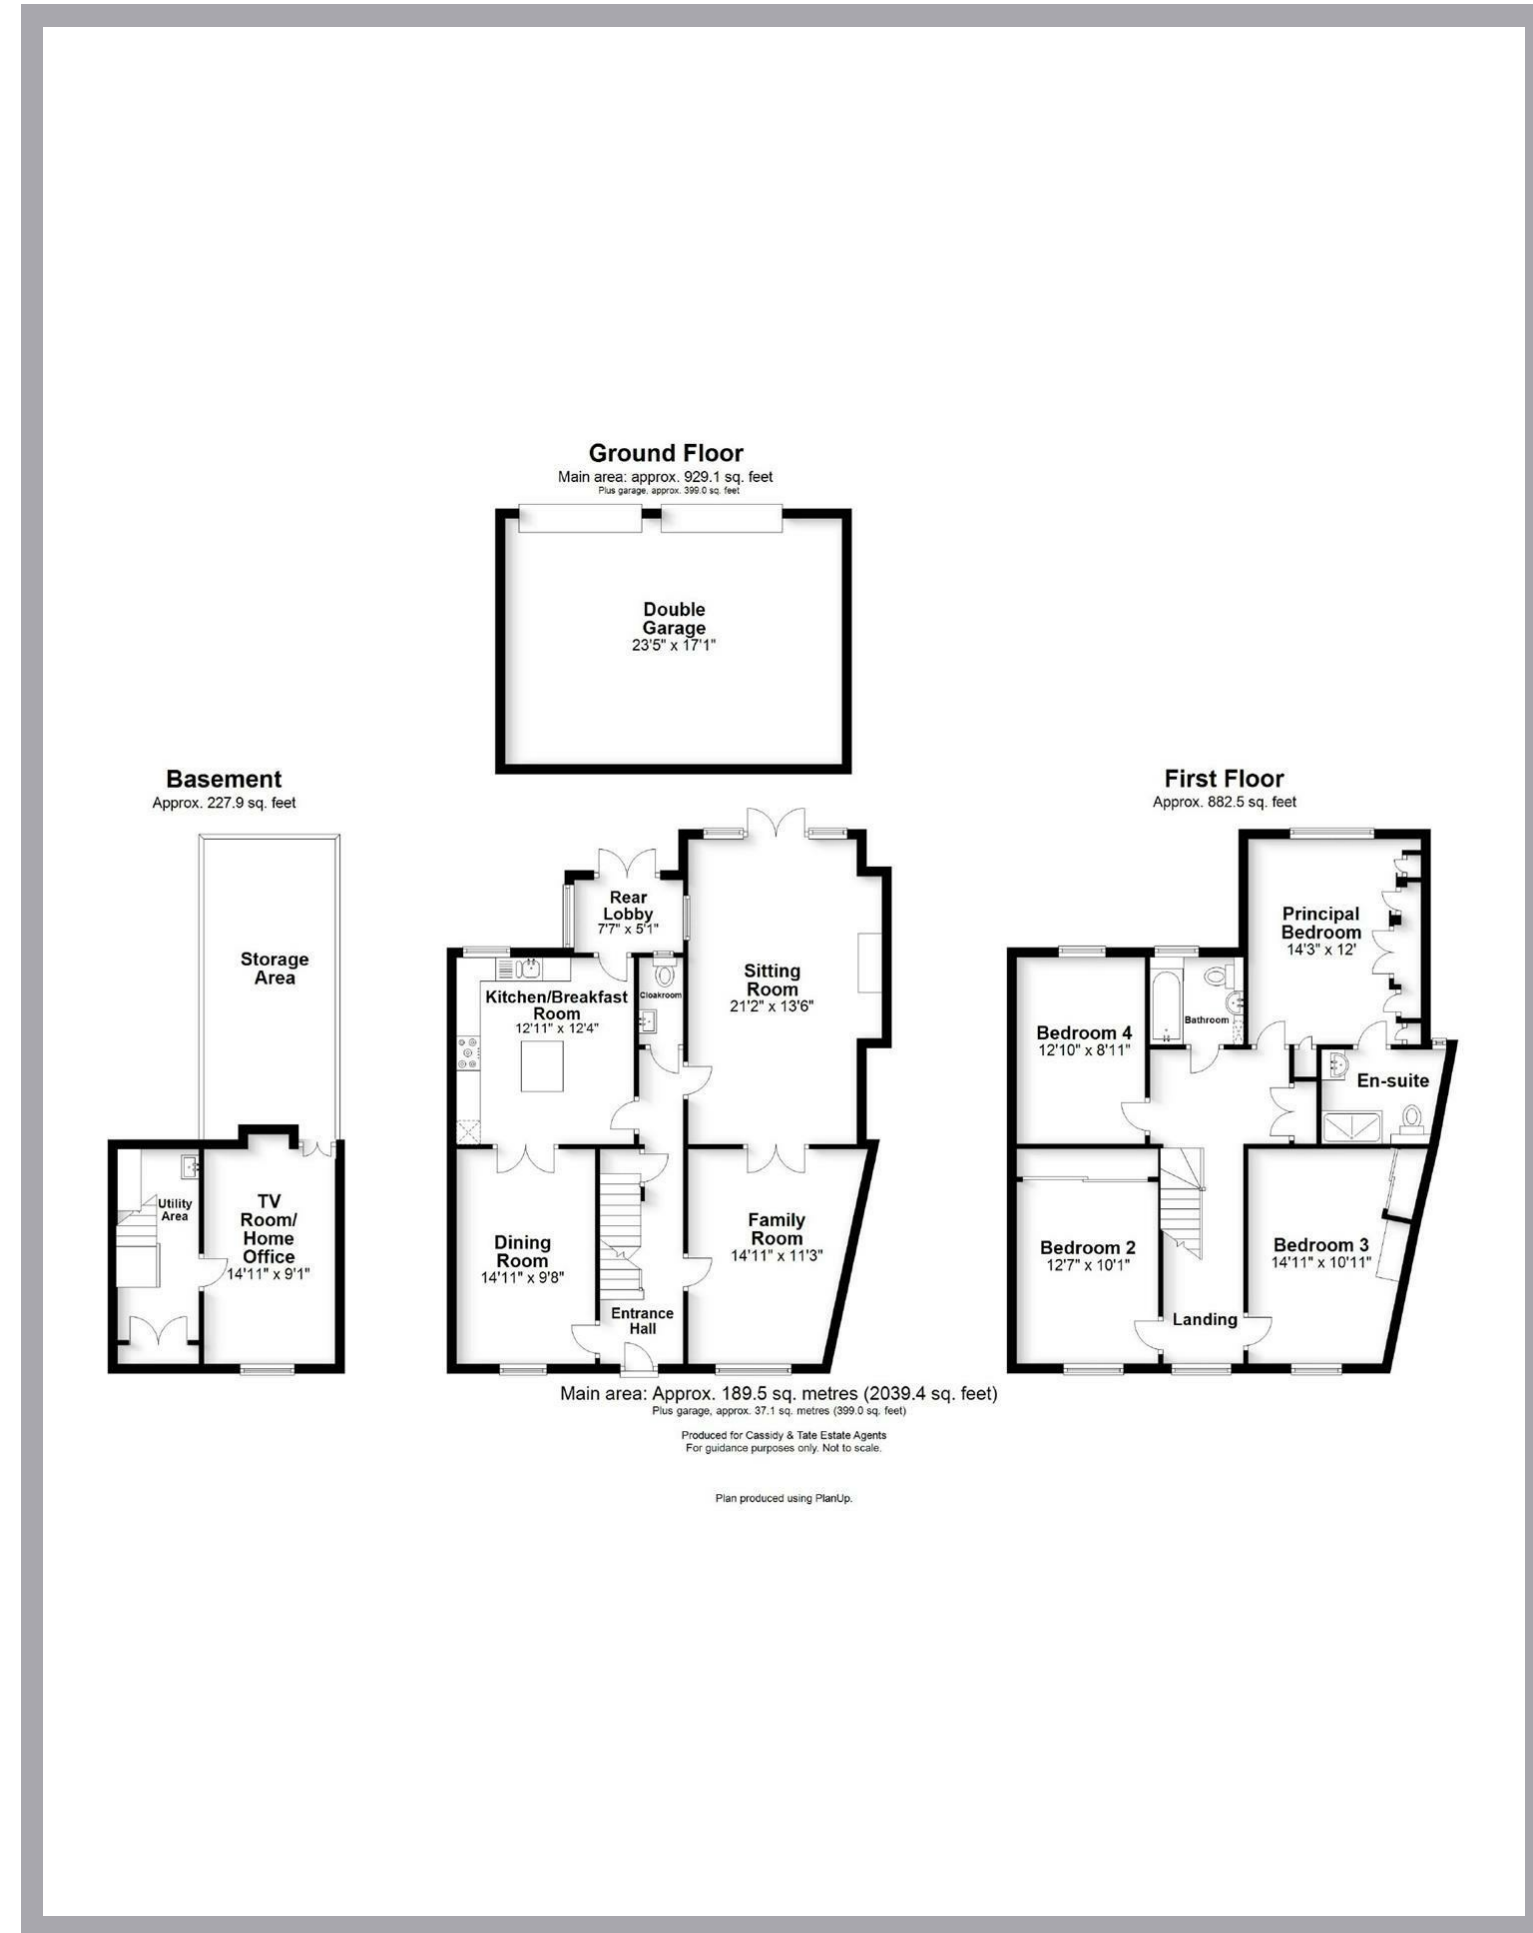 Ground Floor
Main area: approx. 929.1 sq. feet
Plus garage, approx. 399.0 sq. feet
Double
Garage
23'5" x 17'1"
Basement
Approx. 227.9 sq. feet
Storage
Area
Utility
Area
TV
Room/
Home
Office
14'11" x 9'1"
Rear
Lobby
7'7" x 5'1"
Kitchen/Breakfast
Room
12'11" x 12'4"
Cloakroom
Sitting
Room
21'2" x 13'6"
Dining
Room
14'11" x 9'8"
Entrance
Hall
Family
Room
14'11" x 11'3"
First Floor
Approx. 882.5 sq. feet
Principal
Bedroom
14'3" x 12'
Bedroom 4
12'10" x 8'11"
Bathroom
En-suite
Bedroom 2
12'7" x 10'1"
Bedroom 3
14'11" x 10'11"
Landing
Main area: Approx. 189.5 sq. metres (2039.4 sq. feet)
Plus garage, approx. 37.1 sq. metres (399.0 sq. feet)
Produced for Cassidy & Tate Estate Agents
For guidance purposes only. Not to scale.
Plan produced using PlanUp.